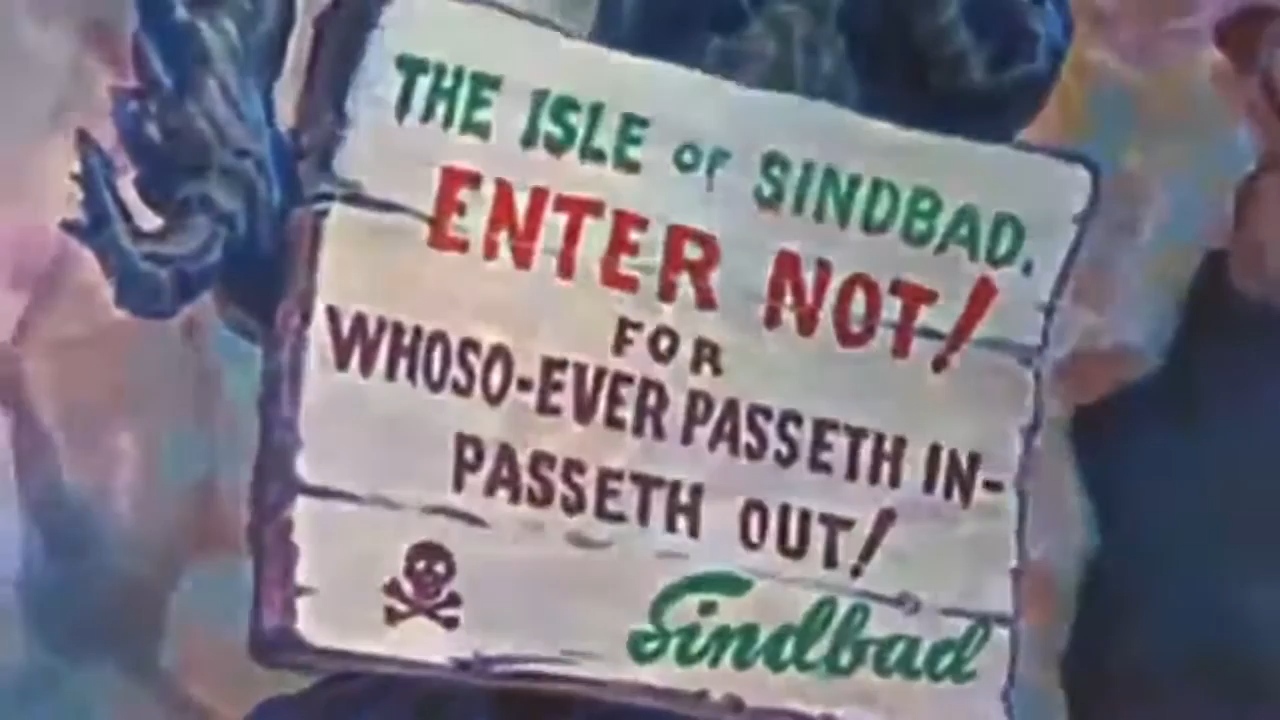 THE ISLE OF SINDBAD.
ENTER NOT!
FOR
WHOSO-EVER PASSETH IN-
PASSETH OUT!
Sindbad